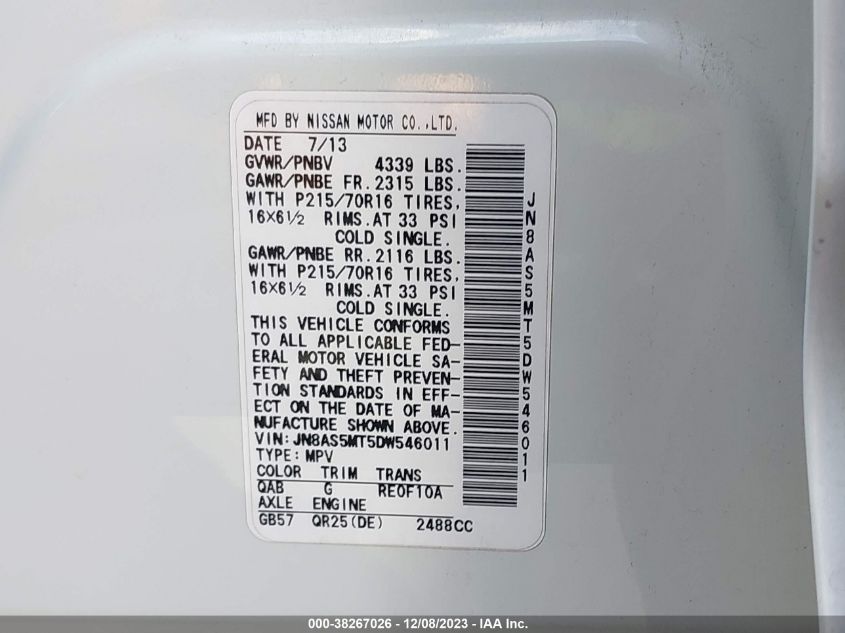 MFD BY NISSAN MOTOR CO.,LTD.
DATE 7/13
GVWR/PNBV 4339 LBS.
GAWR/PNBE FR.2315 LBS.
WITH P215/70R16 TIRES,
16X6½ RIMS.AT 33 PSI
COLD SINGLE.
GAWR/PNBE RR.2116 LBS.
WITH P215/70R16 TIRES,
16X6½ RIMS.AT 33 PSI
COLD SINGLE.
THIS VEHICLE CONFORMS
TO ALL APPLICABLE FED-
ERAL MOTOR VEHICLE SA-
FETY AND THEFT PREVEN-
TION STANDARDS IN EFF-
ECT ON THE DATE OF MA-
NUFACTURE SHOWN ABOVE.
VIN:JN8AS5MT5DW546011
TYPE:MPV
COLOR TRIM TRANS
QAB G RE0F10A
AXLE ENGINE
GB57 QR25(DE) 2488CC
JN8AS5MT5DW546011
000-38267026 - 12/08/2023 - IAA Inc.